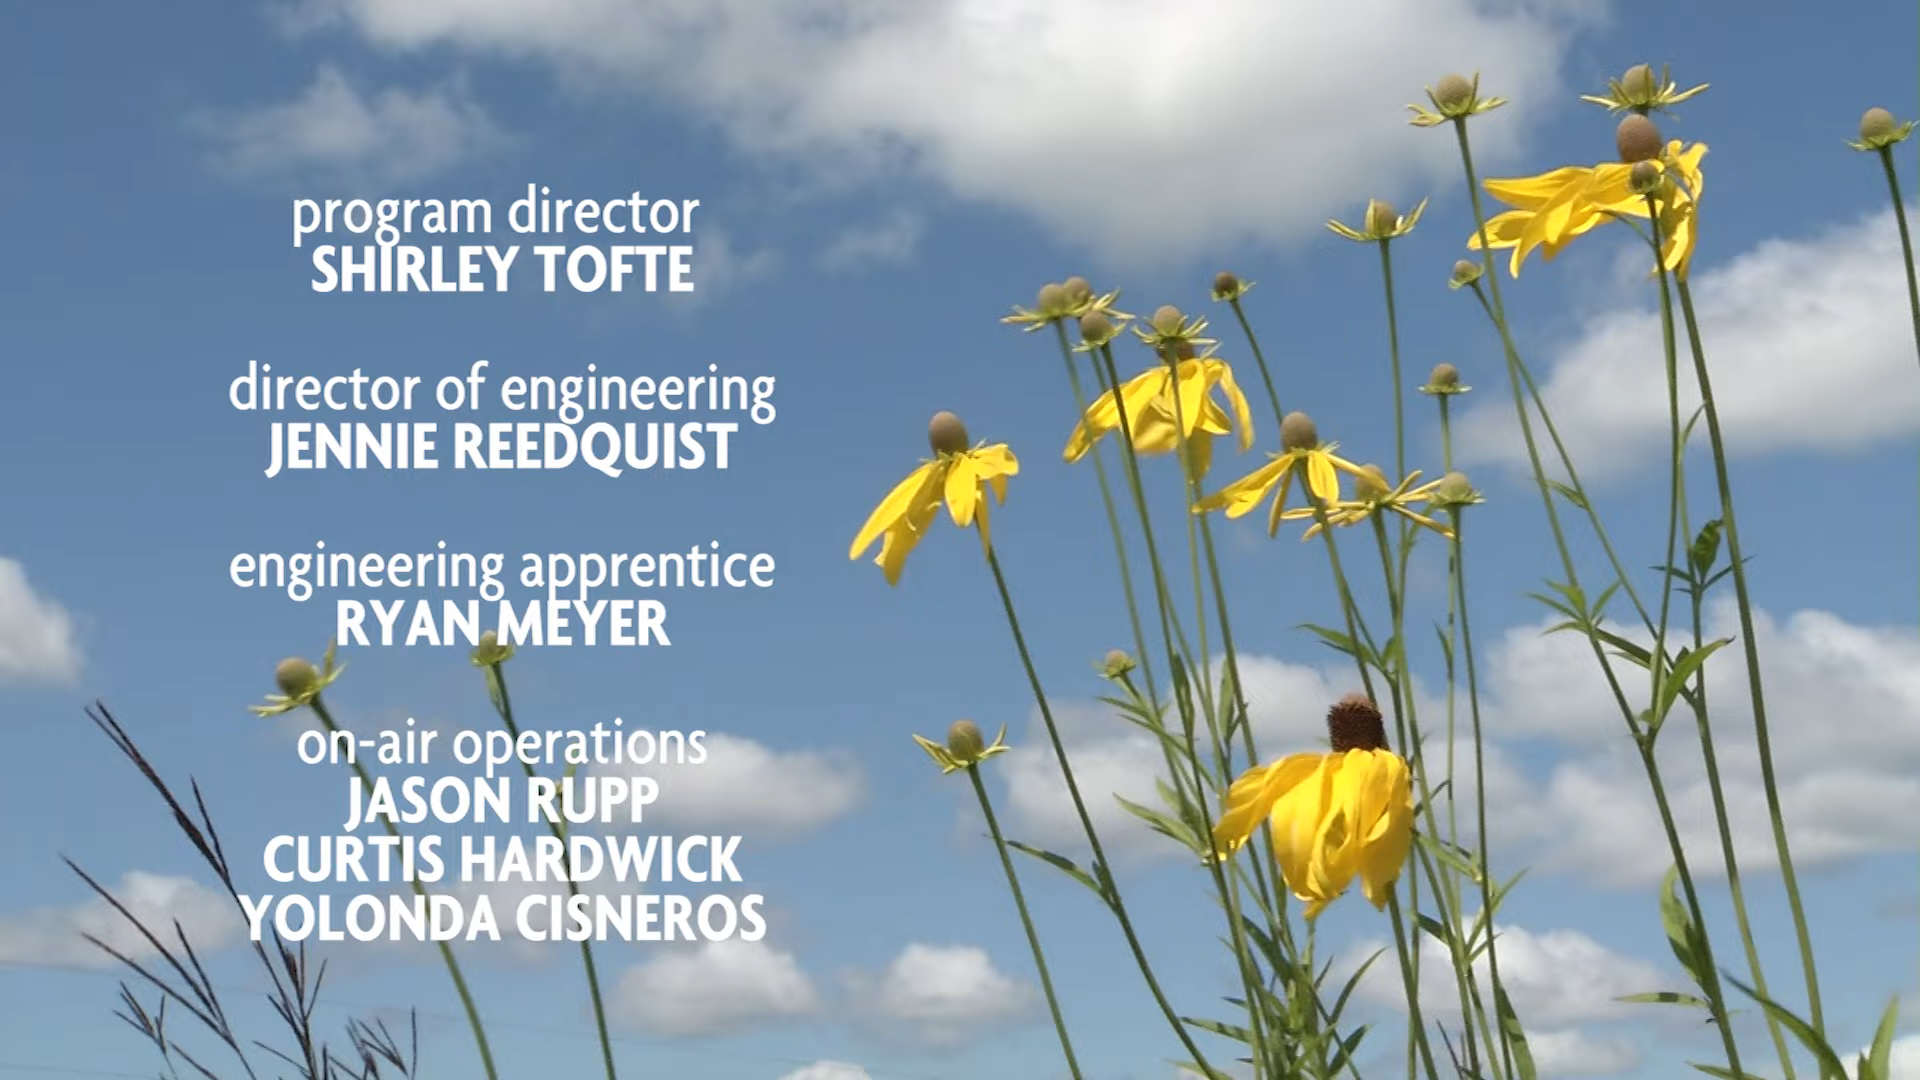 program director
SHIRLEY TOFTE
director of engineering
JENNIE REEDQUIST
engineering apprentice
RYAN MEYER
on-air operations
JASON RUPP
CURTIS HARDWICK
YOLONDA CISNEROS